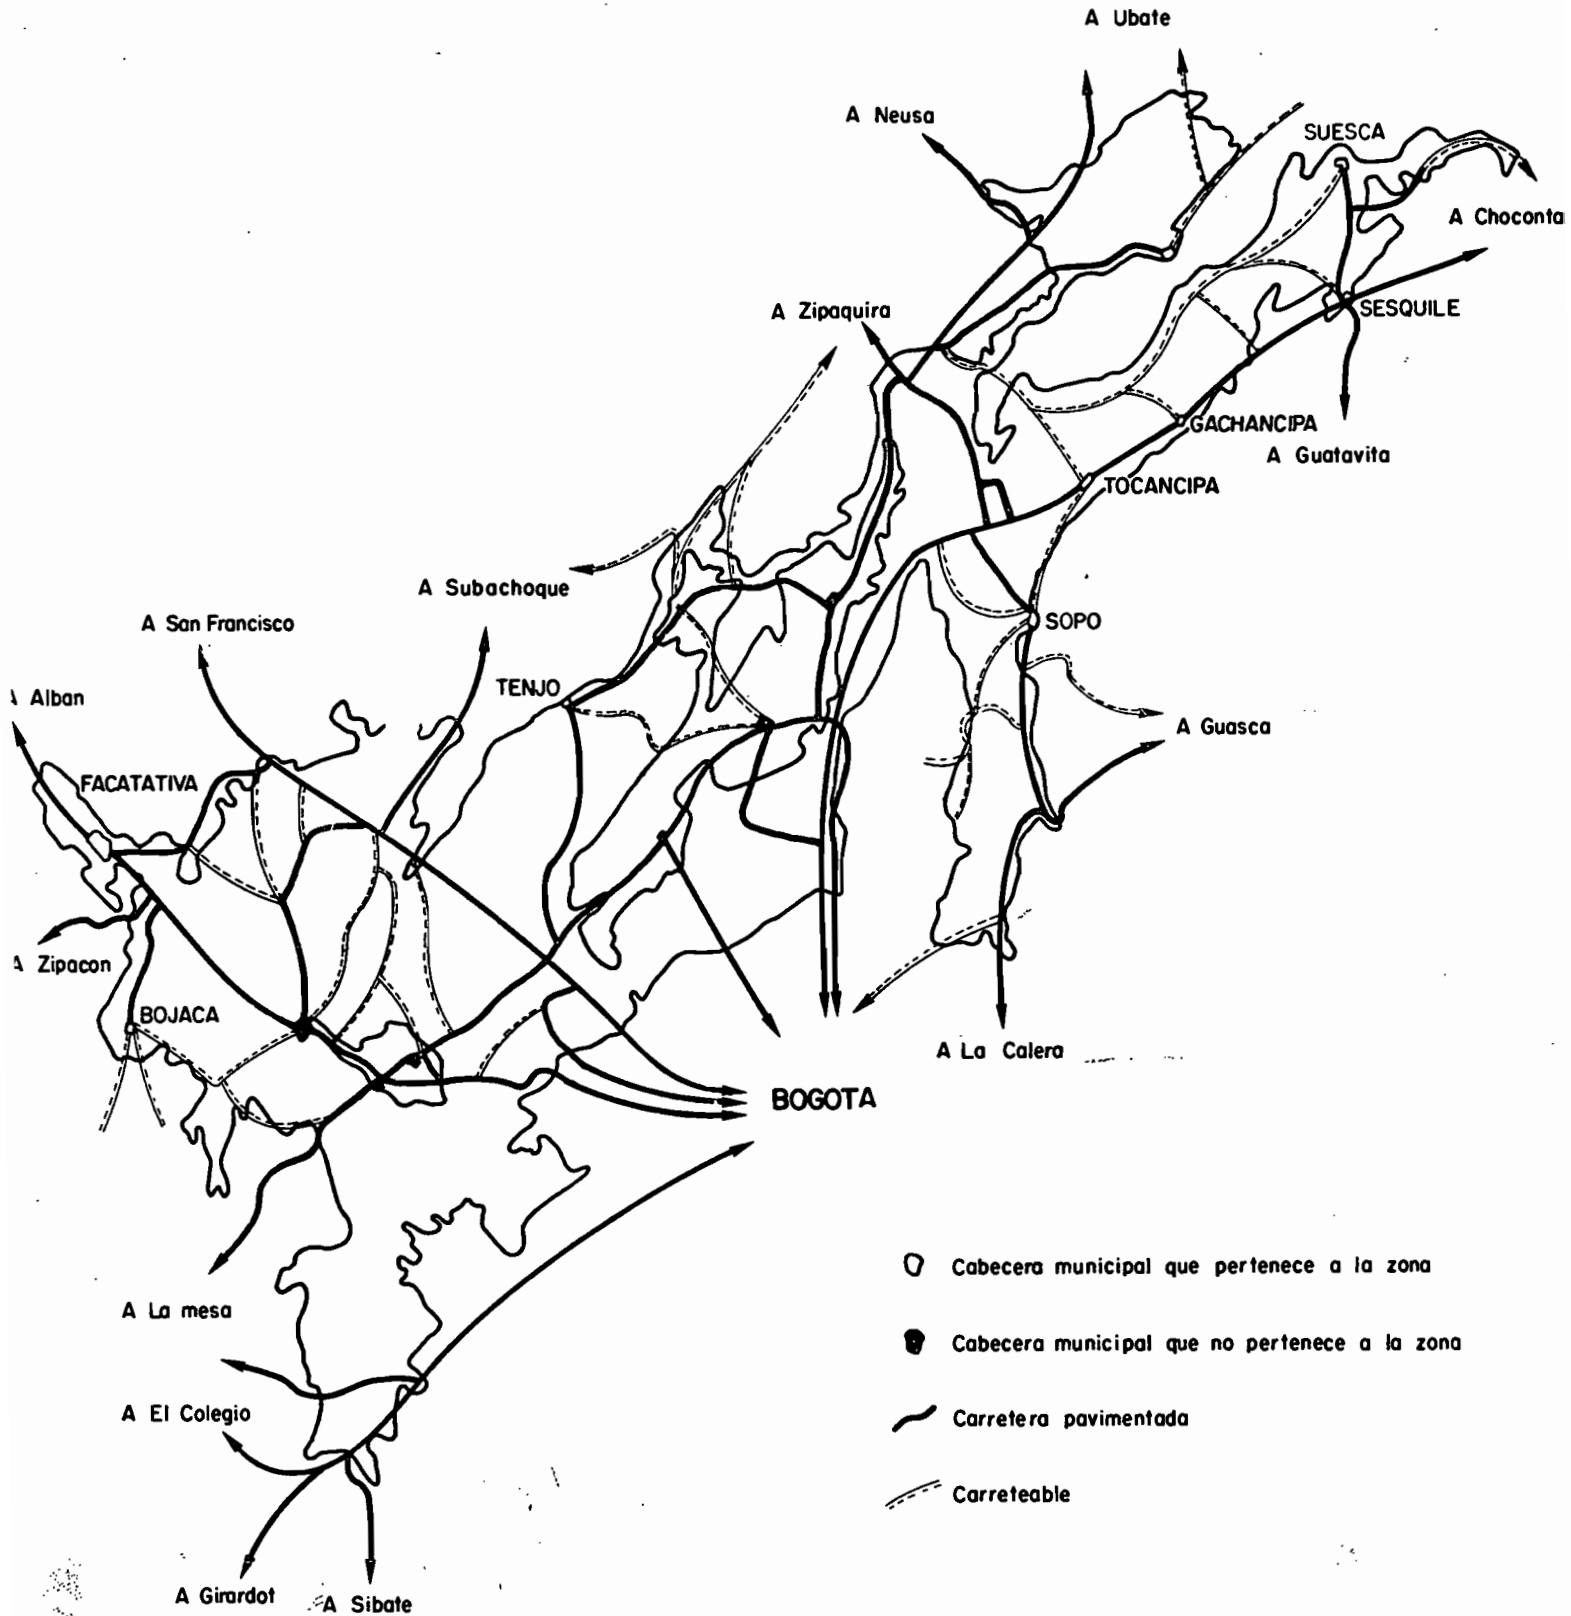 A Ubate
A Neusa
SUESCA
A Choconta
A Zipaquira
SESQUILE
GACHANCIPA
A Guatavita
TOCANCIPA
A Subachoque
A San Francisco
SOPO
TENJO
A Alban
A Guasca
FACATATIVA
A Zipacon
BOJACA
A La Calera
BOGOTA
Cabecera municipal que pertenece a la zona
A La mesa
Cabecera municipal que no pertenece a la zona
A El Colegio
Carretera pavimentada
Carreteable
A Girardot
A Sibate